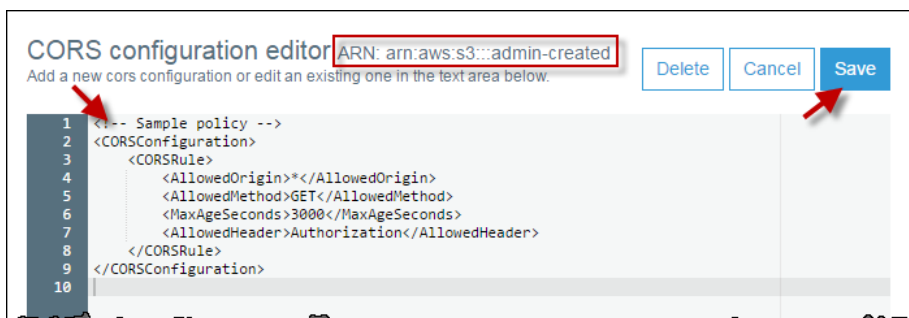 CORS configuration editor ARN: arn:aws:s3:::admin-created
Add a new cors configuration or edit an existing one in the text area below.
Delete Cancel Save
1 <!-- Sample policy -->
2 <CORSConfiguration>
3 <CORSRule>
4 <AllowedOrigin>*</AllowedOrigin>
5 <AllowedMethod>GET</AllowedMethod>
6 <MaxAgeSeconds>3000</MaxAgeSeconds>
7 <AllowedHeader>Authorization</AllowedHeader>
8 </CORSRule>
9 </CORSConfiguration>
10